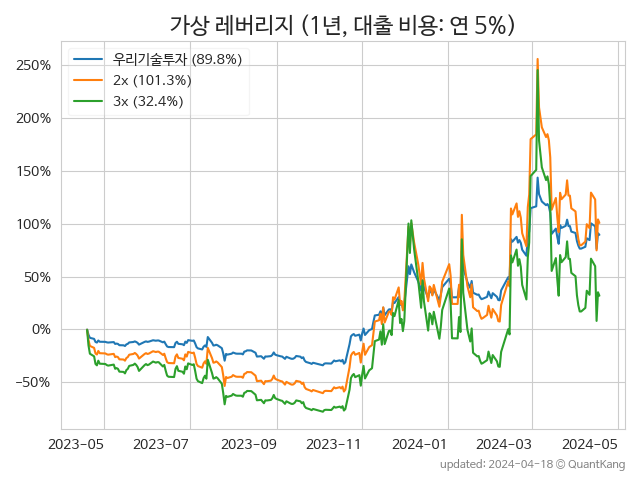 가상 레버리지 (1년, 대출 비용: 연 5%)
우리기술투자 (89.8%)
2x (101.3%)
3x (32.4%)
250%
200%
150%
100%
50%
0%
−50%
2023-05 2023-07 2023-09 2023-11 2024-01 2024-03 2024-05
updated: 2024-04-18 © QuantKang